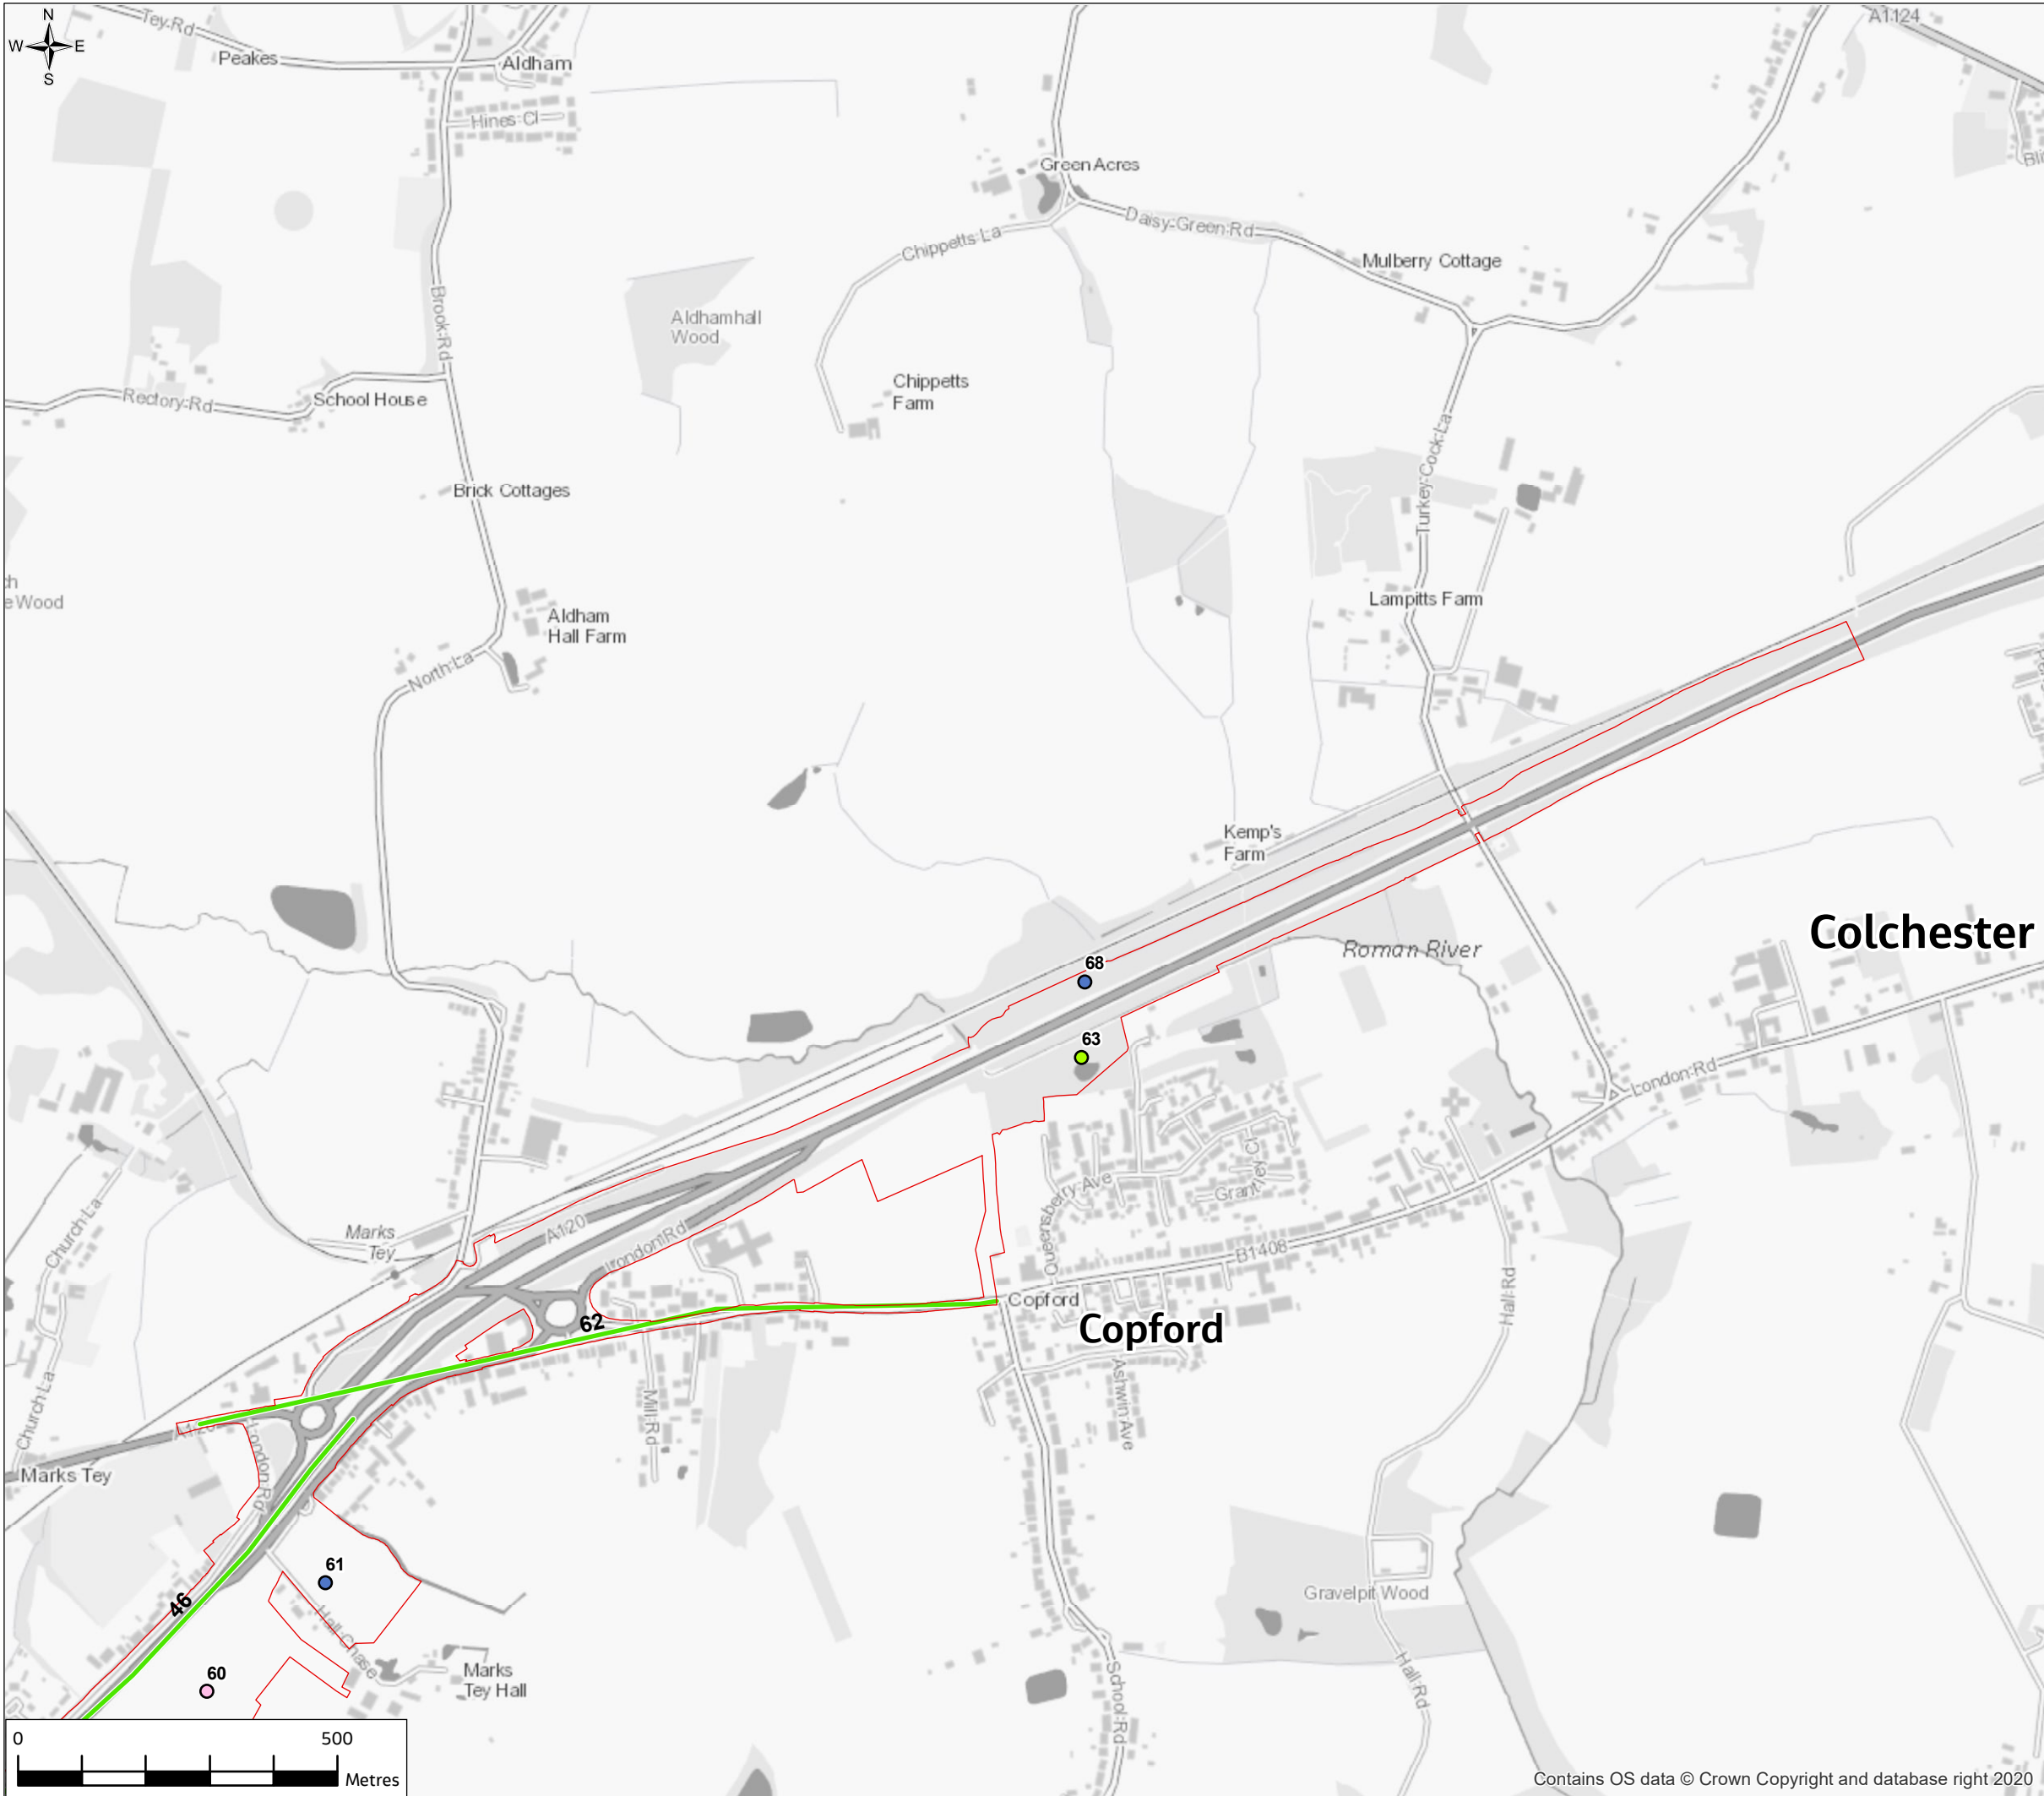 N
W E
S
Tey Rd
Peakes
Aldham
A1124
Hines Cl
Green Acres
Daisy Green Rd
Chippetts La
Mulberry Cottage
Brook Rd
Aldhamhall
Wood
Chippetts
Farm
Rectory Rd
School House
Turkey Cock La
Brick Cottages
e Wood
Lampitts Farm
Aldham
Hall Farm
North La
Kemp's
Farm
Colchester
Roman River
68
63
London Rd
Church La
Marks
Tey
A120
London Rd
Queensberry Ave
Grantley Cl
B1408
Hall Rd
Copford
Copford
62
Church La
Mill Rd
Ashwin Ave
A120
London Rd
Marks Tey
61
46
Gravelpit Wood
Hall Chase
60
Marks
Tey Hall
School Rd
Hall Rd
0 500
Metres
Contains OS data © Crown Copyright and database right 2020